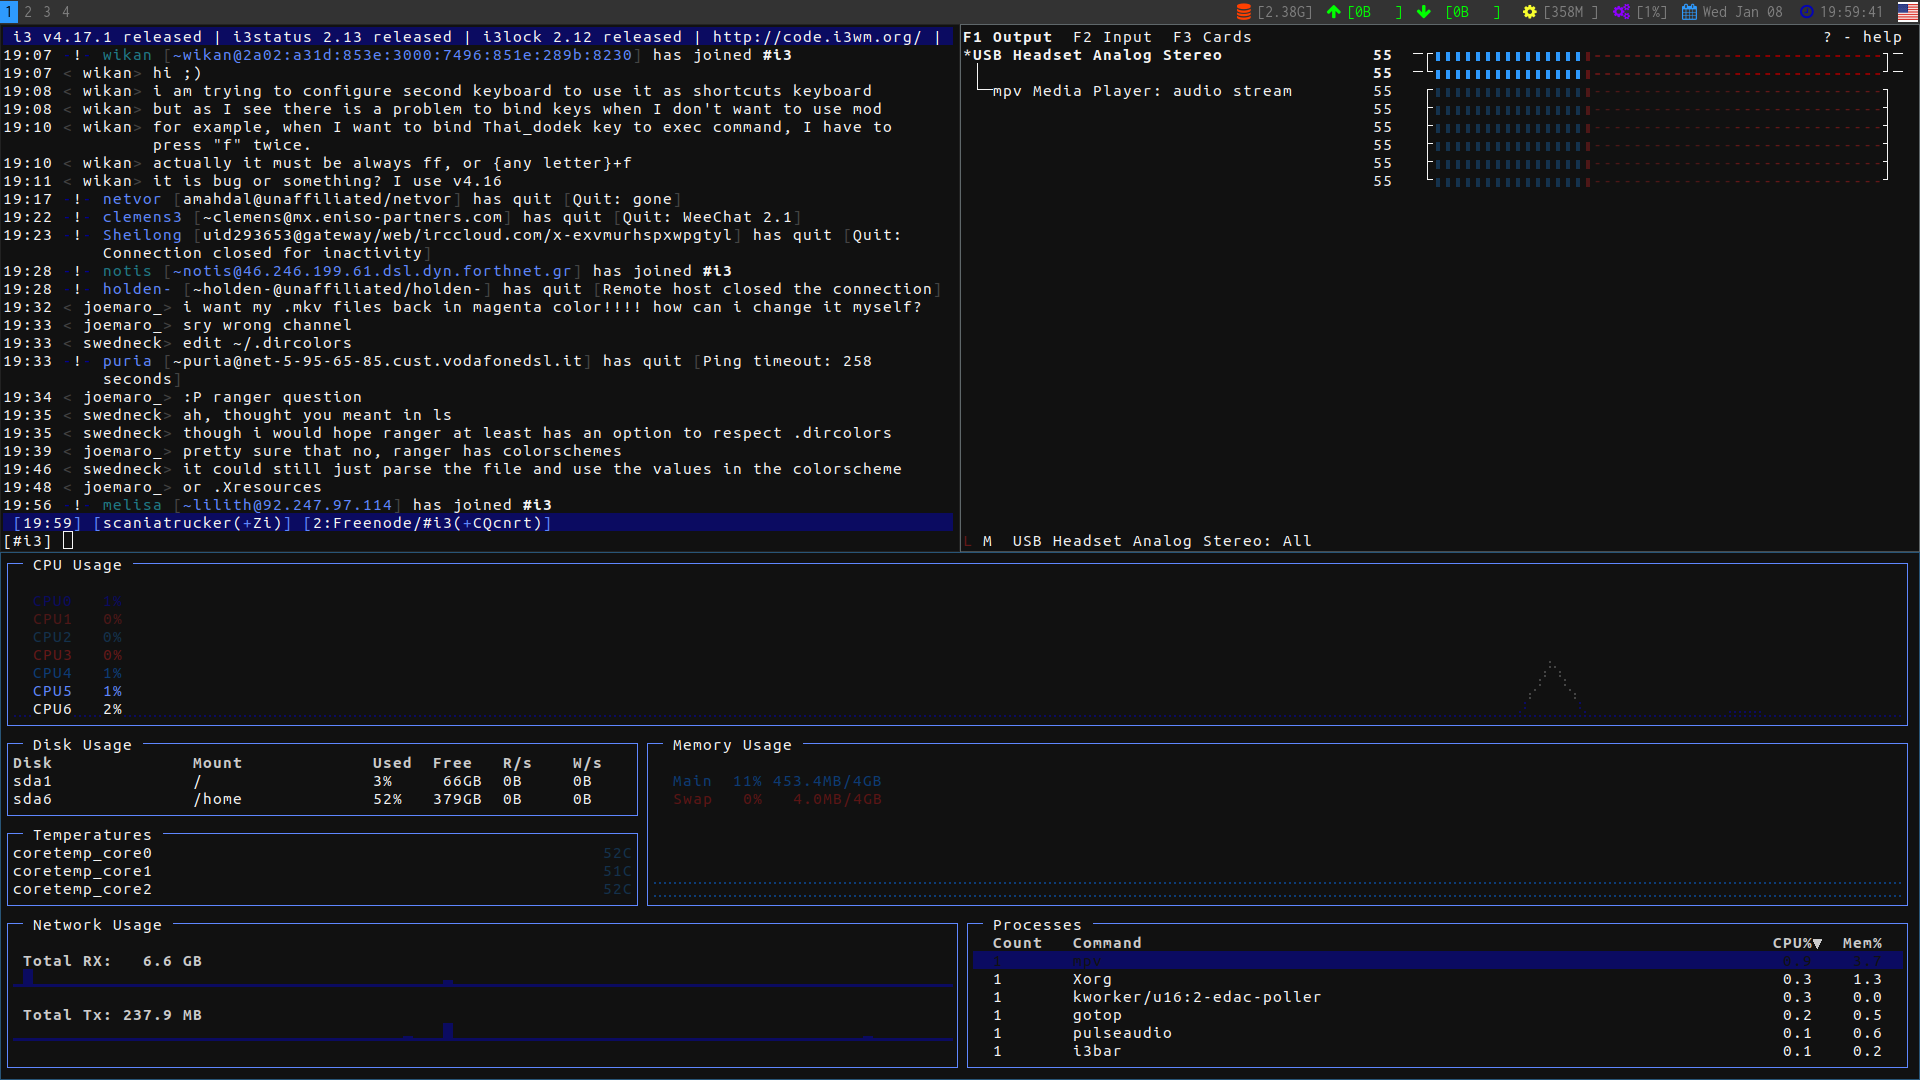 1 2 3 4 [2.38G] [0B ] [0B ] [358M ] [1%] Wed Jan 08 19:59:41
i3 v4.17.1 released | i3status 2.13 released | i3lock 2.12 released | http://code.i3wm.org/ |
19:07 ! wikan [~wikan@2a02:a31d:853e:3000:7496:851e:289b:8230] has joined #i3
19:07 < wikan> hi ;)
19:08 < wikan> i am trying to configure second keyboard to use it as shortcuts keyboard
19:08 < wikan> but as I see there is a problem to bind keys when I don't want to use mod
19:10 < wikan> for example, when I want to bind Thai_dodek key to exec command, I have to
press "f" twice.
19:10 < wikan> actually it must be always ff, or {any letter}+f
19:11 < wikan> it is bug or something? I use v4.16
19:17 ! netvor [amahdal@unaffiliated/netvor] has quit [Quit: gone]
19:22 ! clemens3 [~clemens@mx.eniso-partners.com] has quit [Quit: WeeChat 2.1]
19:23 ! Sheilong [uid293653@gateway/web/irccloud.com/x-exvmurhspxwpgtyl] has quit [Quit:
Connection closed for inactivity]
19:28 ! notis [~notis@46.246.199.61.dsl.dyn.forthnet.gr] has joined #i3
19:28 ! holden- [~holden-@unaffiliated/holden-] has quit [Remote host closed the connection]
19:32 < joemaro_> i want my .mkv files back in magenta color!!!! how can i change it myself?
19:33 < joemaro_> sry wrong channel
19:33 < swedneck> edit ~/.dircolors
19:33 ! puria [~puria@net-5-95-65-85.cust.vodafonedsl.it] has quit [Ping timeout: 258
seconds]
19:34 < joemaro_> :P ranger question
19:35 < swedneck> ah, thought you meant in ls
19:35 < swedneck> though i would hope ranger at least has an option to respect .dircolors
19:39 < joemaro_> pretty sure that no, ranger has colorschemes
19:46 < swedneck> it could still just parse the file and use the values in the colorscheme
19:48 < joemaro_> or .Xresources
19:56 ! melisa [~lilith@92.247.97.114] has joined #i3
[19:59] [scaniatrucker(+Zi)] [2:Freenode/#i3(+CQcnrt)]
[#i3]
F1 Output F2 Input F3 Cards ? - help
*USB Headset Analog Stereo 55
55
mpv Media Player: audio stream 55
55
55
55
55
55
L M USB Headset Analog Stereo: All
CPU Usage
CPU0 1%
CPU1 0%
CPU2 0%
CPU3 0%
CPU4 1%
CPU5 1%
CPU6 2%
Disk Usage
Disk Mount Used Free R/s W/s
sda1 / 3% 66GB 0B 0B
sda6 /home 52% 379GB 0B 0B
Memory Usage
Main 11% 453.4MB/4GB
Swap 0% 4.0MB/4GB
Temperatures
coretemp_core0 52C
coretemp_core1 51C
coretemp_core2 52C
Network Usage
Total RX: 6.6 GB
Total Tx: 237.9 MB
Processes
Count Command CPU%▼ Mem%
1 mpv
1 Xorg 0.3 1.3
1 kworker/u16:2-edac-poller 0.3 0.0
1 gotop 0.2 0.5
1 pulseaudio 0.1 0.6
1 i3bar 0.1 0.2